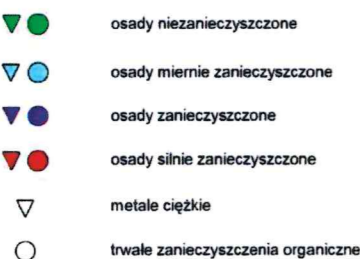 osady niezanieczyszczone
osady miernie zanieczyszczone
osady zanieczyszczone
osady silnie zanieczyszczone
metale ciężkie
trwałe zanieczyszczenia organiczne